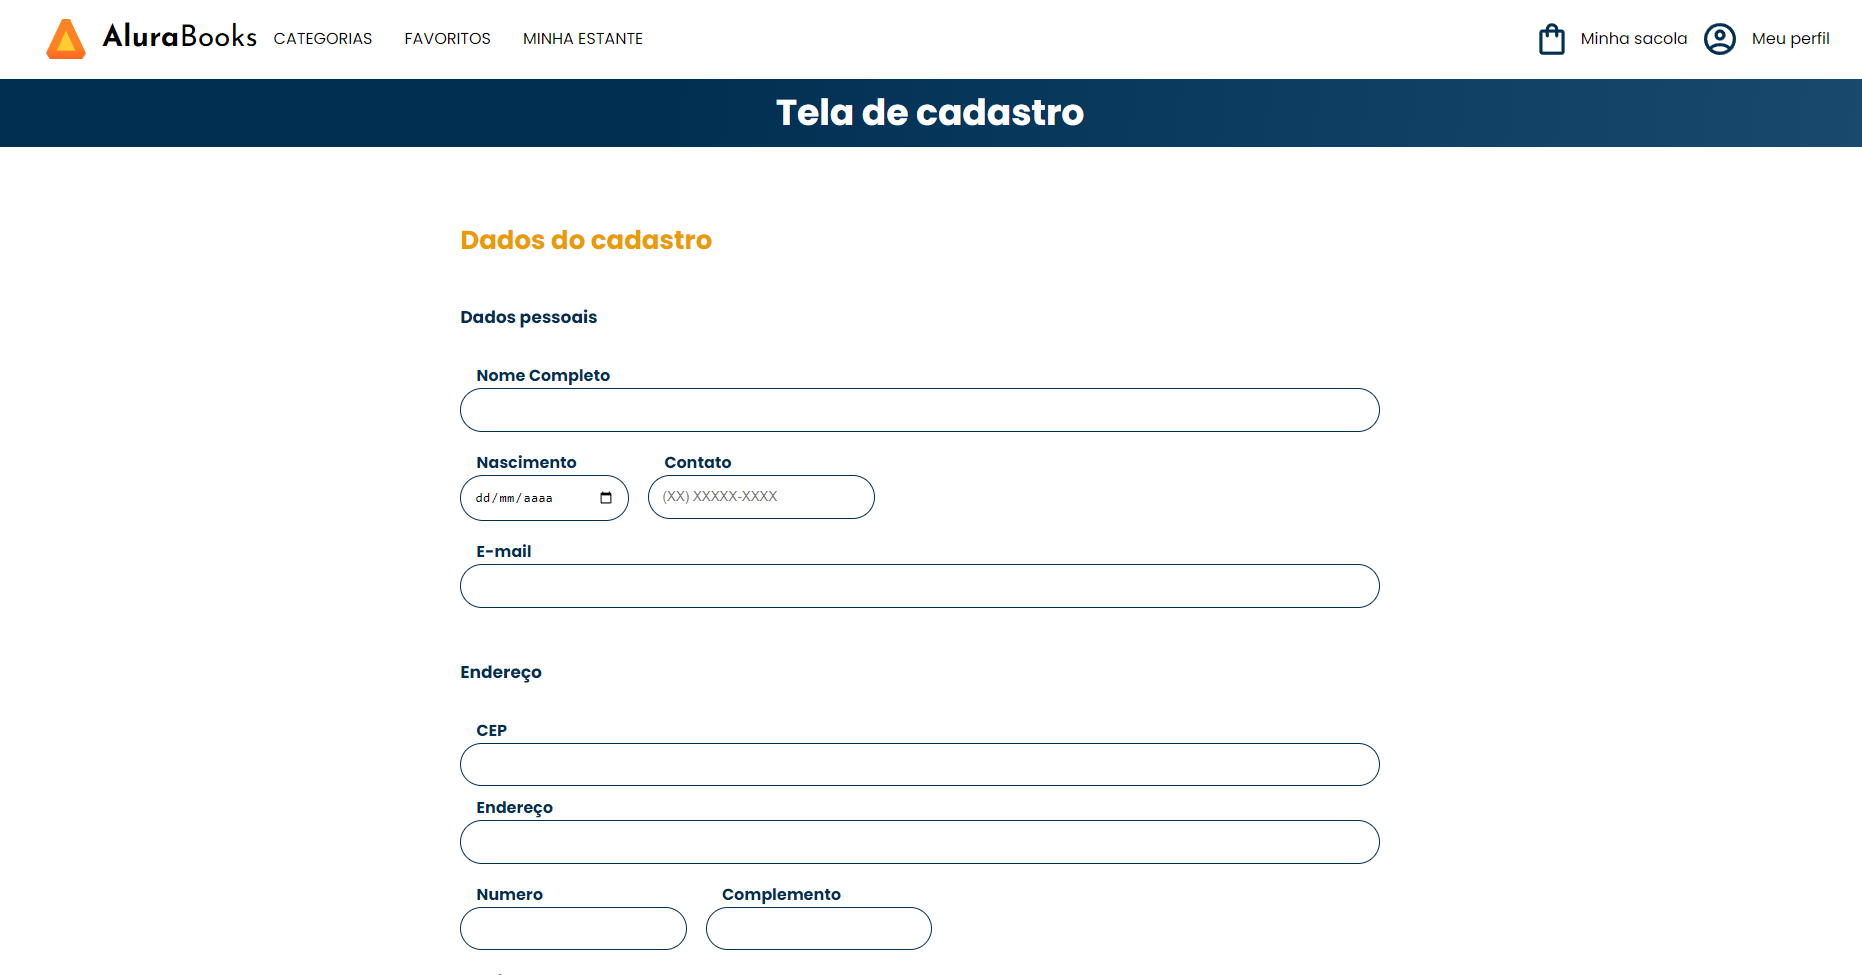 AluraBooks CATEGORIAS FAVORITOS MINHA ESTANTE Minha sacola Meu perfil
Tela de cadastro
Dados do cadastro
Dados pessoais
Nome Completo
Nascimento Contato
dd/mm/aaaa (XX) XXXXX-XXXX
E-mail
Endereço
CEP
Endereço
Numero Complemento